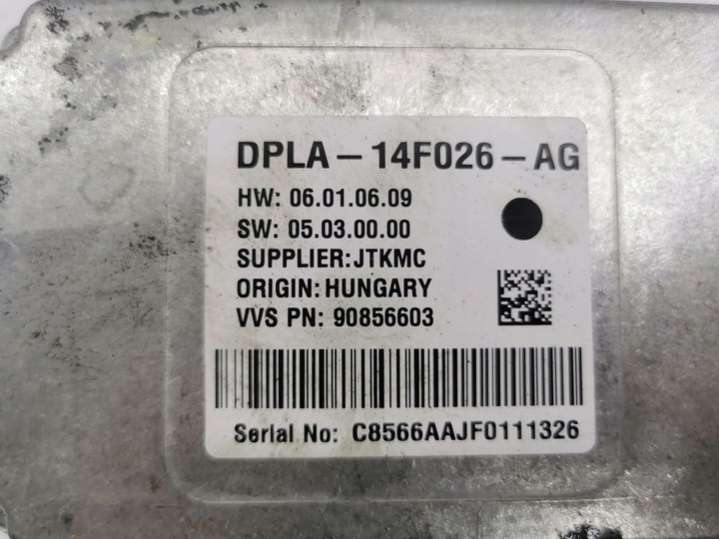 DPLA-14F026-AG
HW: 06.01.06.09
SW: 05.03.00.00
SUPPLIER:JTKMC
ORIGIN: HUNGARY
VVS PN: 90856603
Serial No: C8566AAJF0111326